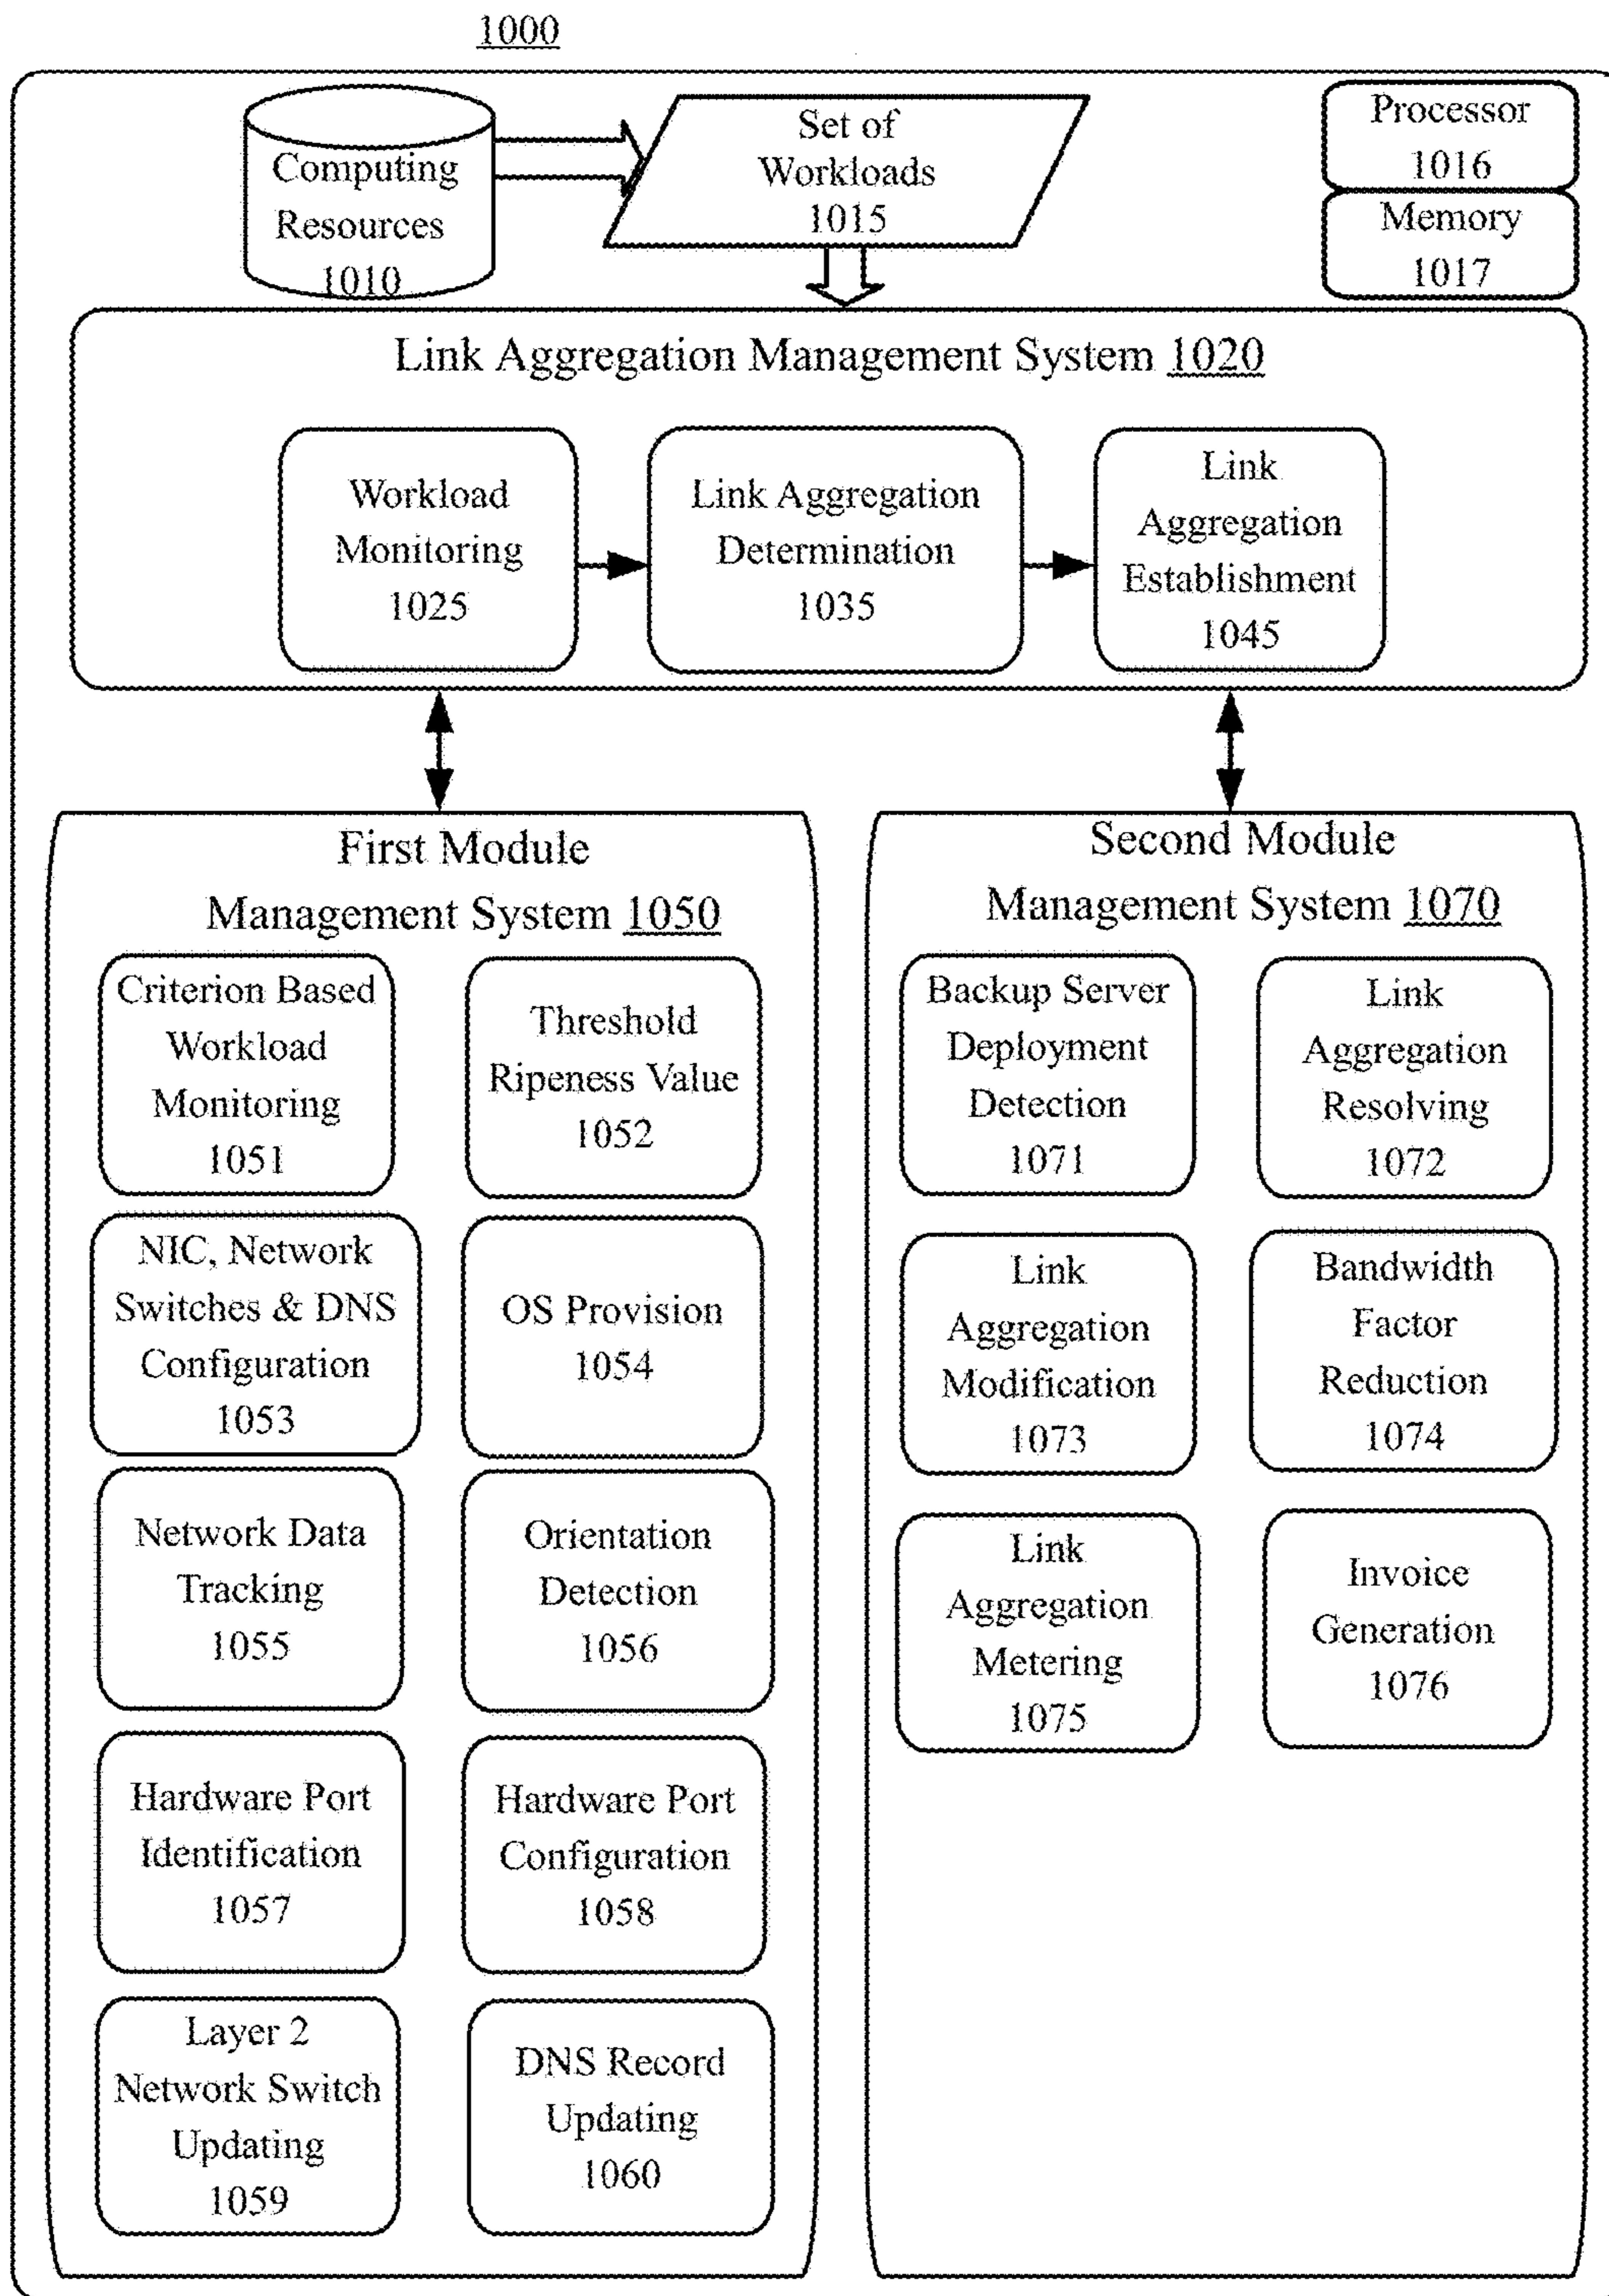 1000
Computing
Resources
1010
Set of
Workloads
1015
Processor
1016
Memory
1017
Link Aggregation Management System 1020
Workload
Monitoring
1025
Link Aggregation
Determination
1035
Link
Aggregation
Establishment
1045
First Module
Management System 1050
Criterion Based
Workload
Monitoring
1051
Threshold
Ripeness Value
1052
NIC, Network
Switches & DNS
Configuration
1053
OS Provision
1054
Network Data
Tracking
1055
Orientation
Detection
1056
Hardware Port
Identification
1057
Hardware Port
Configuration
1058
Layer 2
Network Switch
Updating
1059
DNS Record
Updating
1060
Second Module
Management System 1070
Backup Server
Deployment
Detection
1071
Link
Aggregation
Resolving
1072
Link
Aggregation
Modification
1073
Bandwidth
Factor
Reduction
1074
Link
Aggregation
Metering
1075
Invoice
Generation
1076